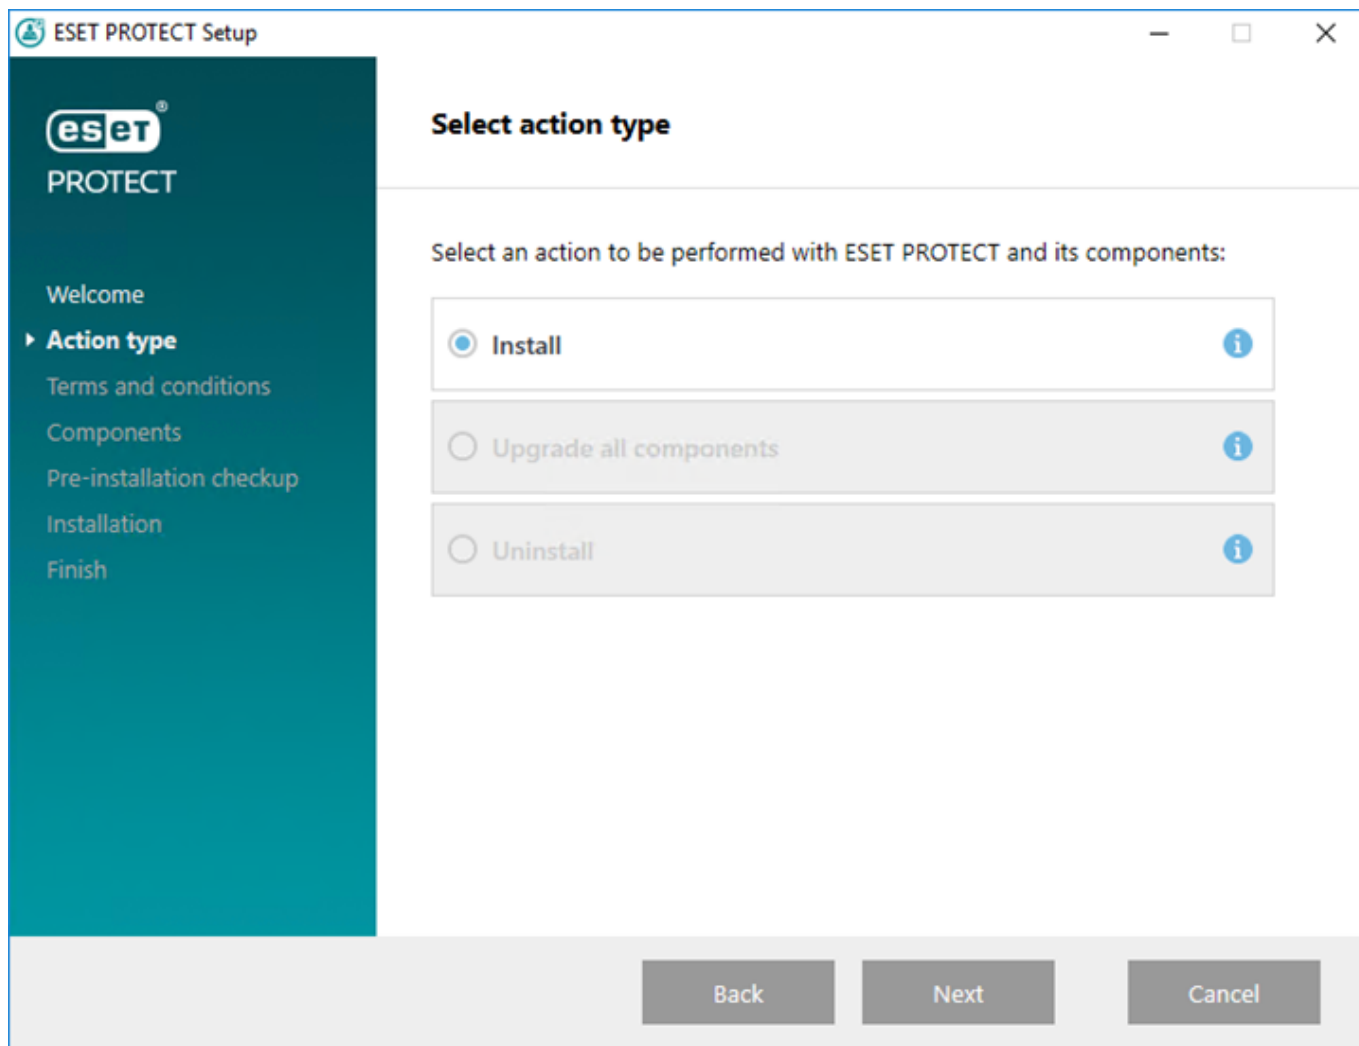 ESET PROTECT Setup
eset®
PROTECT
Welcome
Action type
Terms and conditions
Components
Pre-installation checkup
Installation
Finish
Select action type
Select an action to be performed with ESET PROTECT and its components:
Install
Upgrade all components
Uninstall
Back Next Cancel